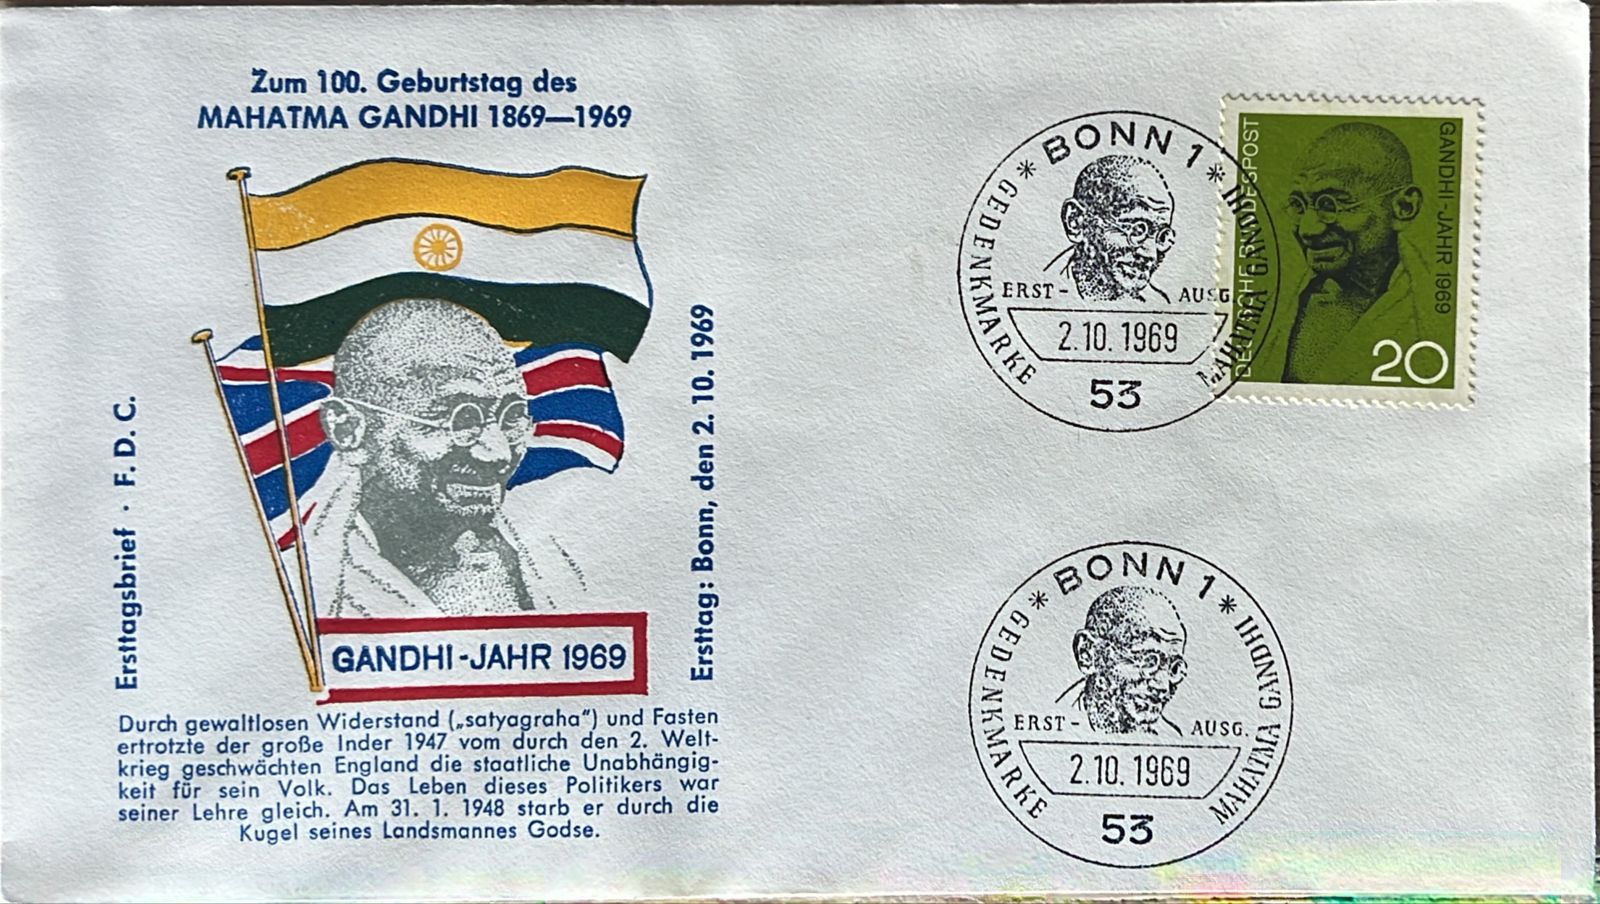 Zum 100. Geburtstag des
MAHATMA GANDHI 1869—1969
Ersttagsbrief · F. D. C.
Ersttag: Bonn, den 2. 10. 1969
GANDHI-JAHR 1969
Durch gewaltlosen Widerstand („satyagraha“) und Fasten
ertrotzte der große Inder 1947 vom durch den 2. Welt-
krieg geschwächten England die staatliche Unabhängig-
keit für sein Volk. Das Leben dieses Politikers war
seiner Lehre gleich. Am 31. 1. 1948 starb er durch die
Kugel seines Landsmannes Godse.
* BONN 1 *
GEDENKMARKE
MAHATMA GANDHI
ERST- AUSG.
2.10.1969
53
DEUTSCHE BUNDESPOST
GANDHI-JAHR 1969
20
* BONN 1 *
GEDENKMARKE
MAHATMA GANDHI
ERST- AUSG.
2.10.1969
53